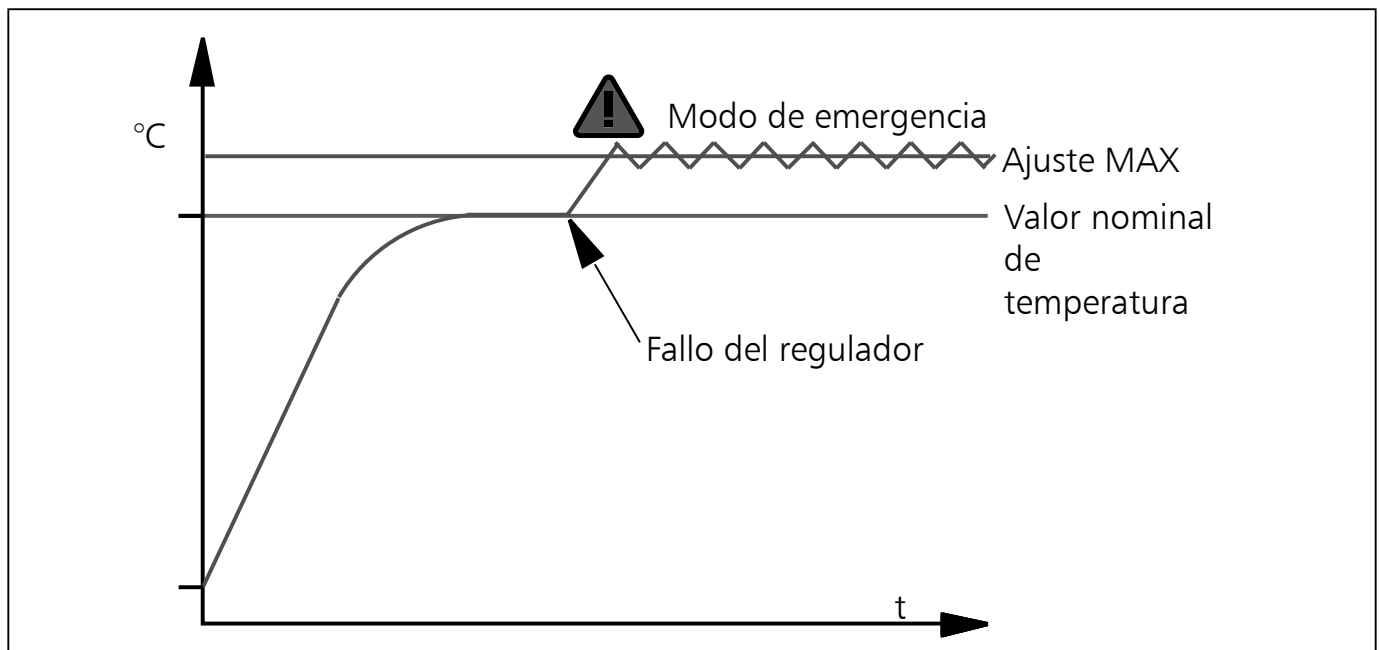 °C
Modo de emergencia
Ajuste MAX
Valor nominal
de
temperatura
Fallo del regulador
t